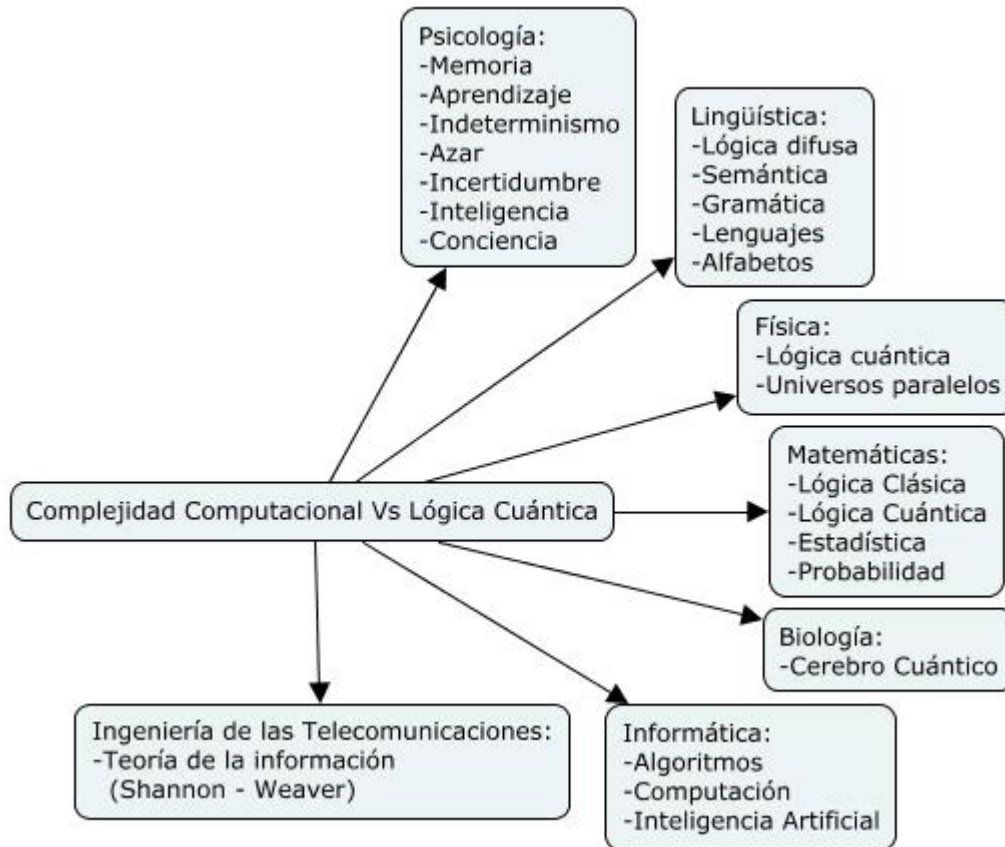 Psicología:
-Memoria
-Aprendizaje
-Indeterminismo
-Azar
-Incertidumbre
-Inteligencia
-Conciencia
Lingüística:
-Lógica difusa
-Semántica
-Gramática
-Lenguajes
-Alfabetos
Física:
-Lógica cuántica
-Universos paralelos
Matemáticas:
-Lógica Clásica
-Lógica Cuántica
-Estadística
-Probabilidad
Complejidad Computacional Vs Lógica Cuántica
Biología:
-Cerebro Cuántico
Ingeniería de las Telecomunicaciones:
-Teoría de la información
(Shannon - Weaver)
Informática:
-Algoritmos
-Computación
-Inteligencia Artificial